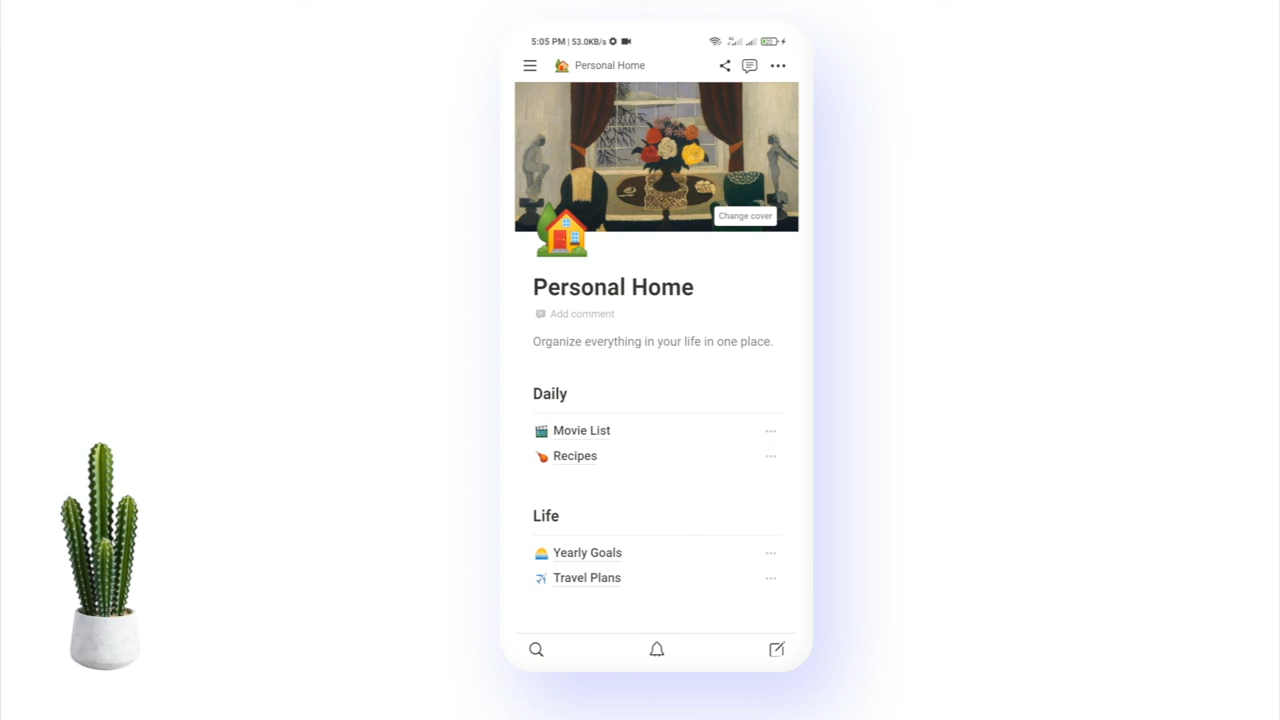 5:05 PM | 53.0KB/s
Personal Home
Change cover
Personal Home
Add comment
Organize everything in your life in one place.
Daily
Movie List
Recipes
Life
Yearly Goals
Travel Plans